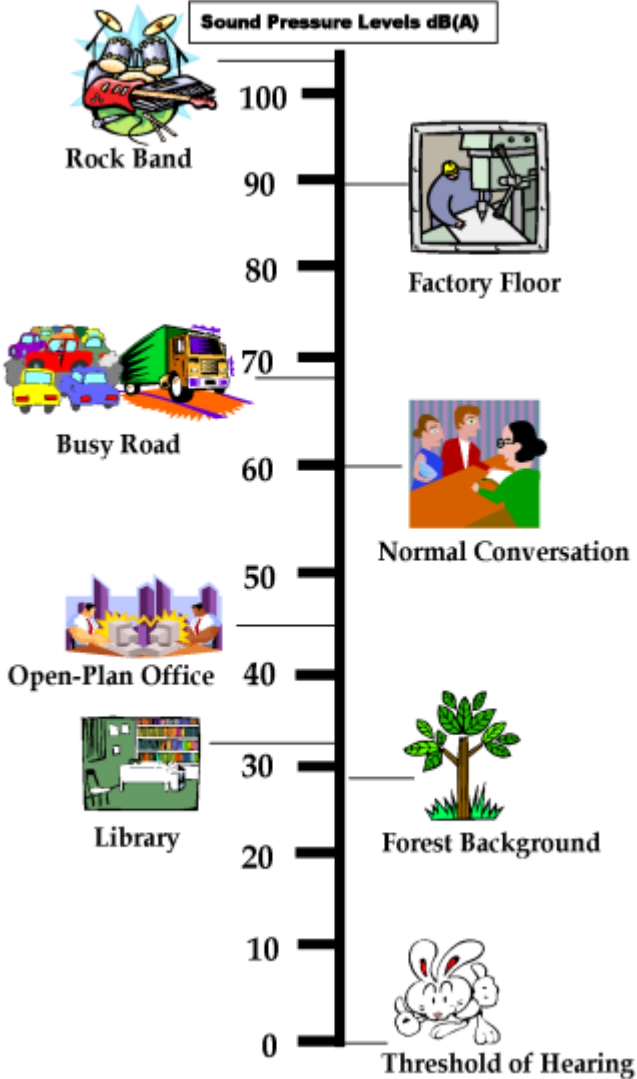 Sound Pressure Levels dB(A)
100
Rock Band
90
80
Factory Floor
70
Busy Road
60
Normal Conversation
50
Open-Plan Office
40
30
Library
Forest Background
20
10
0
Threshold of Hearing